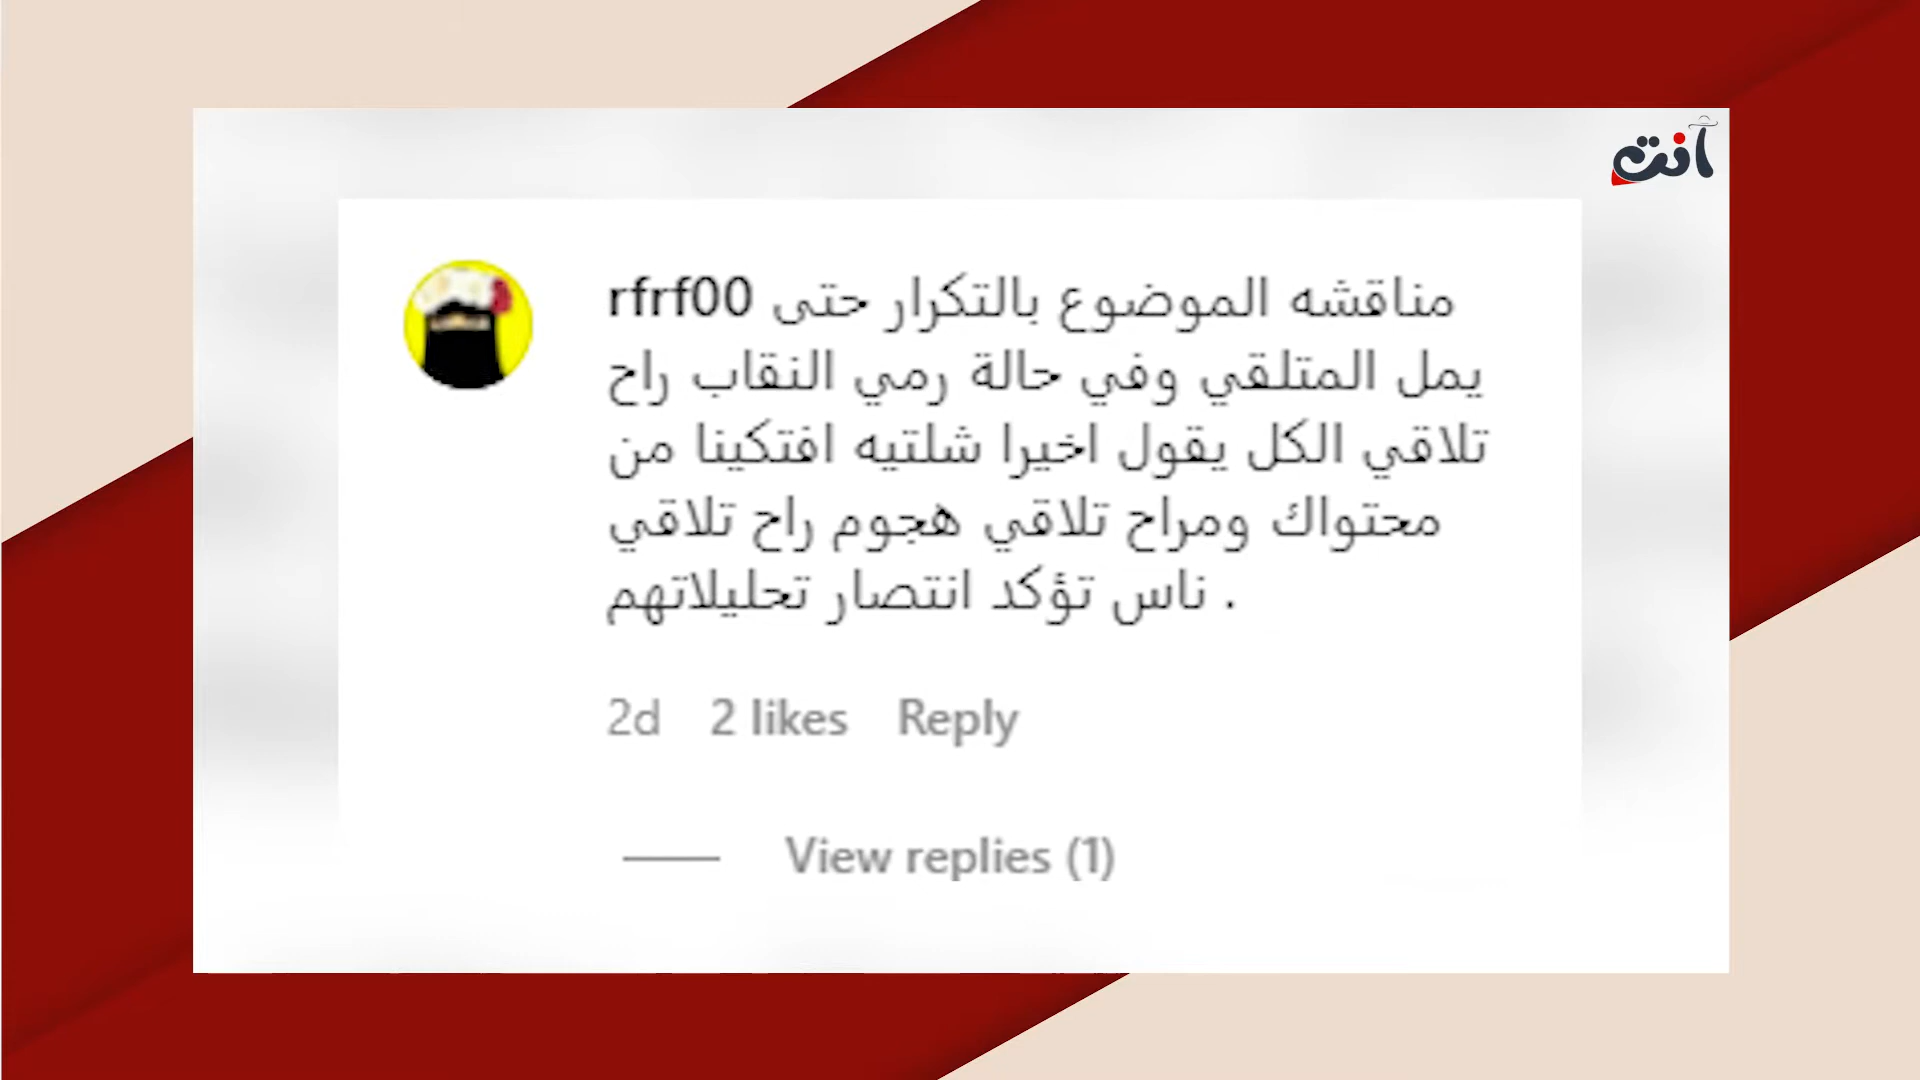 آنت
rfrf00 مناقشه الموضوع بالتكرار حتى
يمل المتلقي وفي حالة رمي النقاب راح
تلاقي الكل يقول اخيرا شلتيه افتكينا من
محتواك ومراح تلاقي هجوم راح تلاقي
ناس تؤكد انتصار تحليلاتهم .
2d 2 likes Reply
View replies (1)